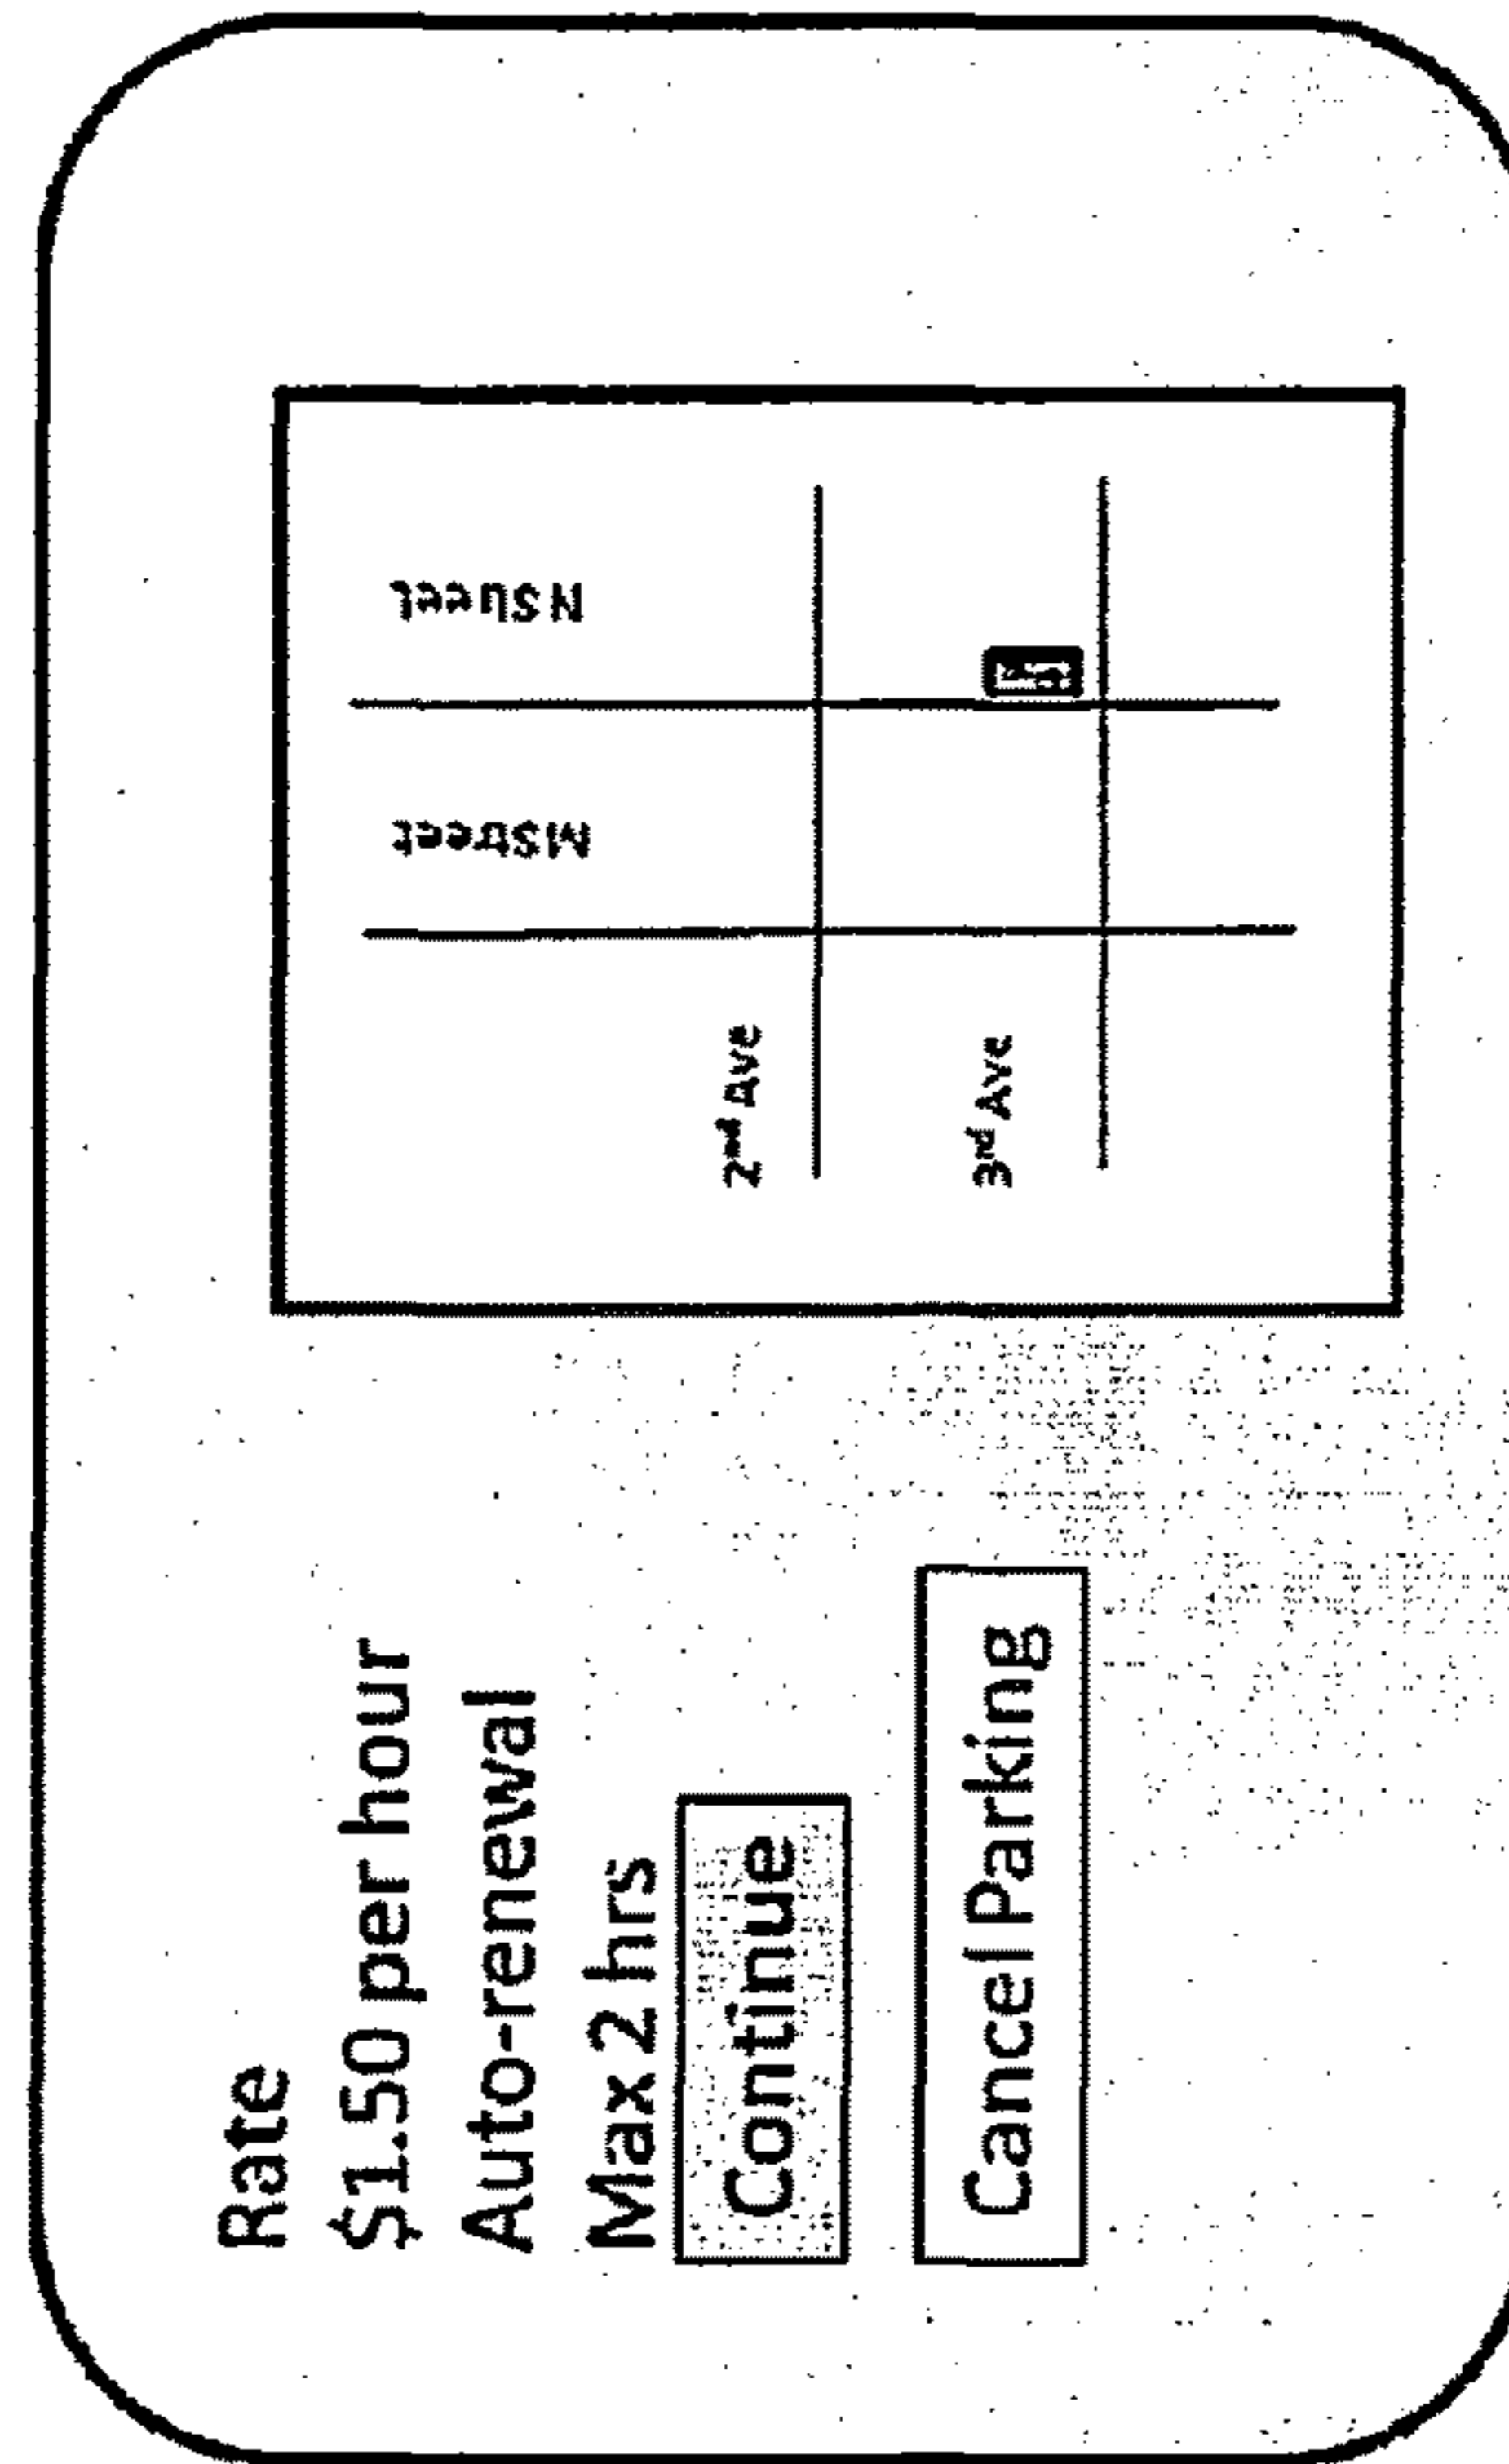 Rate
$1.50 per hour
Auto-renewal
Max 2 hrs
Continue
Cancel Parking
2nd Ave
3rd Ave
M Street
N Street